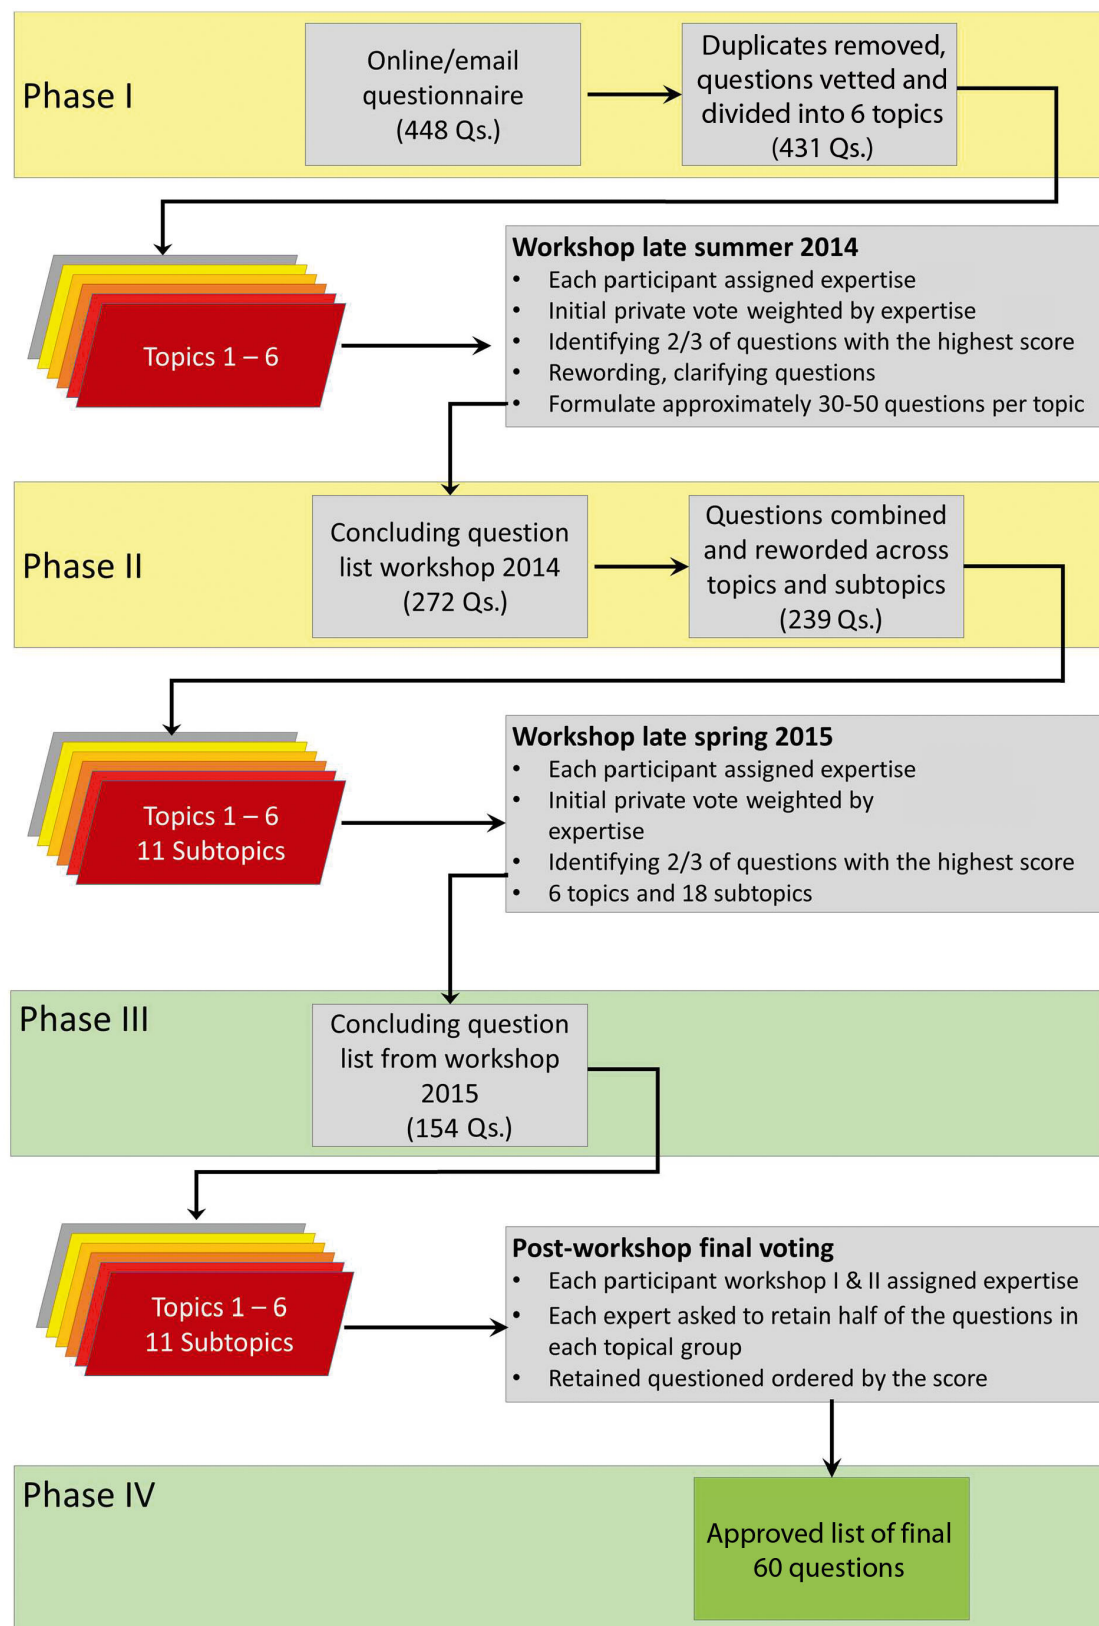 Phase I
Online/email
questionnaire
(448 Qs.)
Duplicates removed,
questions vetted and
divided into 6 topics
(431 Qs.)
Topics 1 – 6
Workshop late summer 2014
• Each participant assigned expertise
• Initial private vote weighted by expertise
• Identifying 2/3 of questions with the highest score
• Rewording, clarifying questions
• Formulate approximately 30-50 questions per topic
Phase II
Concluding question
list workshop 2014
(272 Qs.)
Questions combined
and reworded across
topics and subtopics
(239 Qs.)
Topics 1 – 6
11 Subtopics
Workshop late spring 2015
• Each participant assigned expertise
• Initial private vote weighted by
expertise
• Identifying 2/3 of questions with the highest score
• 6 topics and 18 subtopics
Phase III
Concluding question
list from workshop
2015
(154 Qs.)
Topics 1 – 6
11 Subtopics
Post-workshop final voting
• Each participant workshop I & II assigned expertise
• Each expert asked to retain half of the questions in
each topical group
• Retained questioned ordered by the score
Phase IV
Approved list of final
60 questions